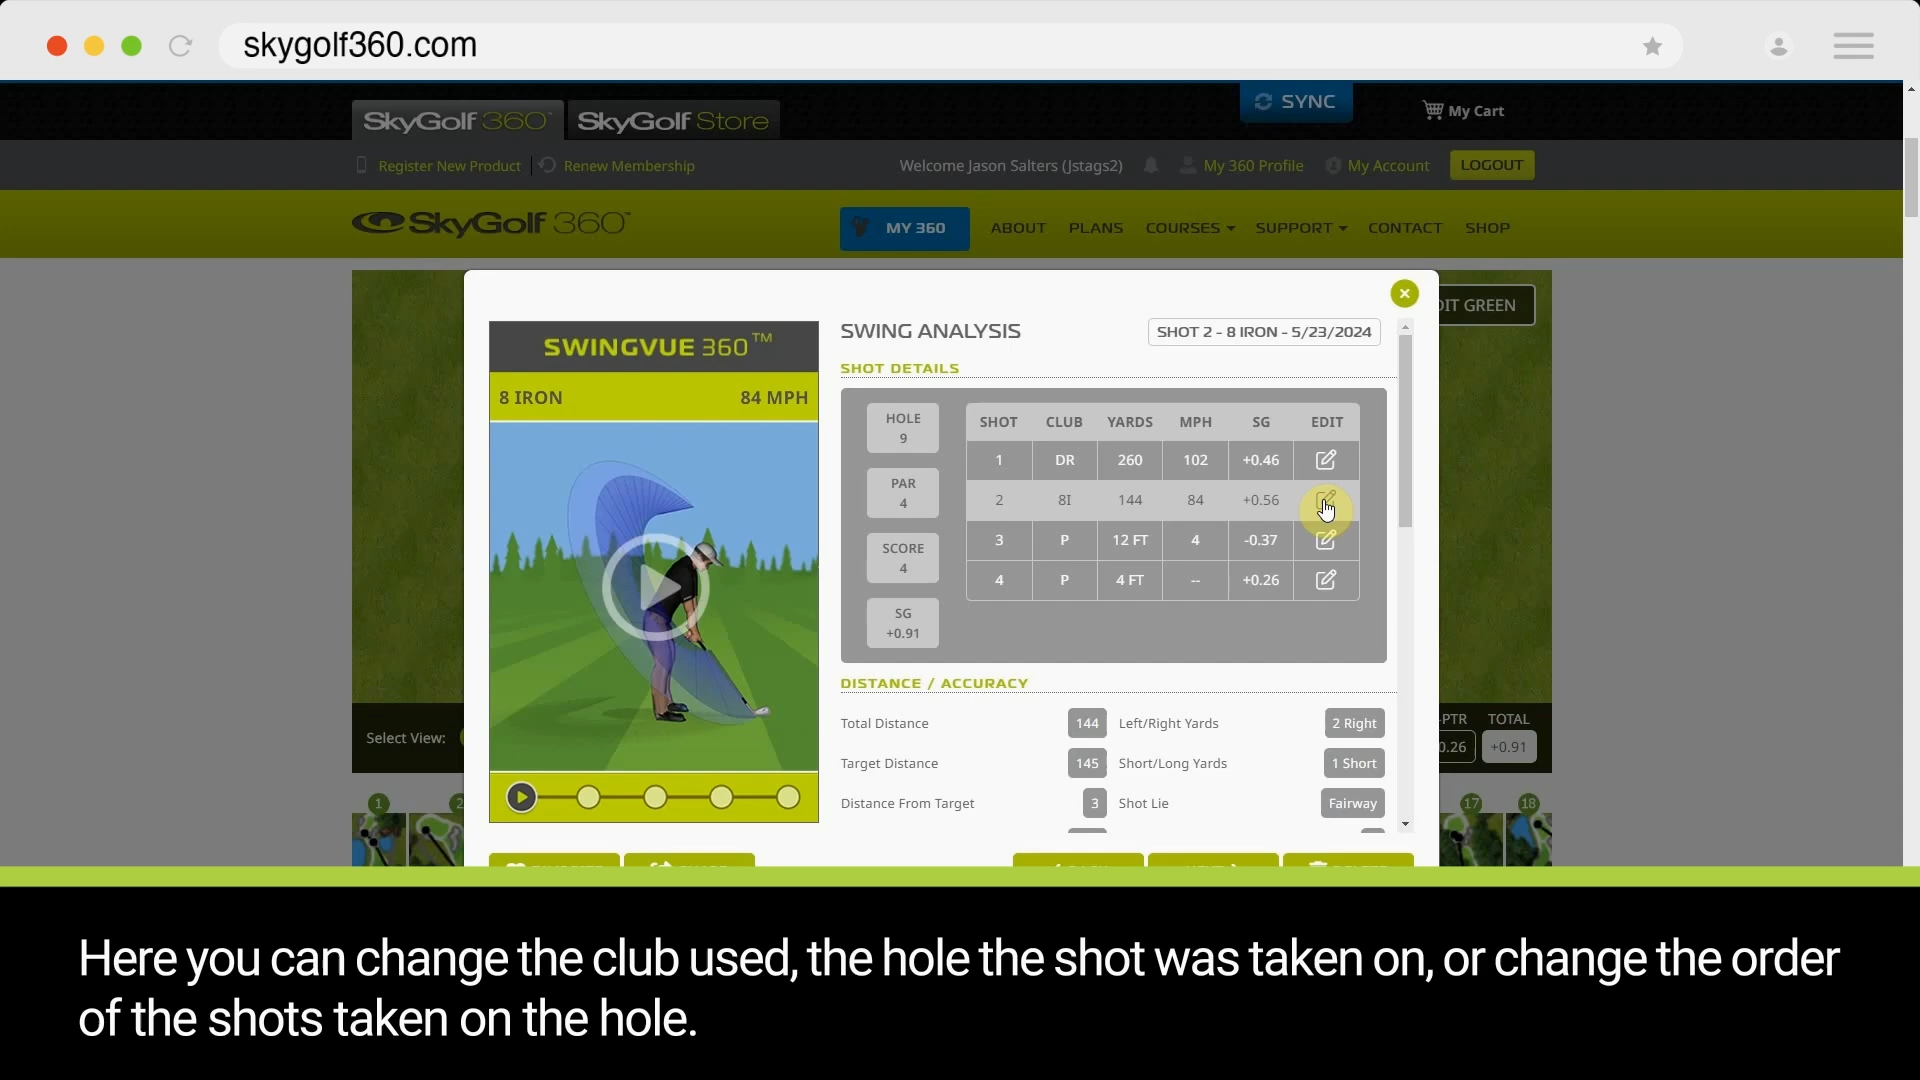 skygolf360.com
SkyGolf 360™
SkyGolf Store
SYNC
My Cart
Register New Product
Renew Membership
Welcome Jason Salters (Jstags2)
My 360 Profile
My Account
LOGOUT
SkyGolf 360™
MY 360
ABOUT
PLANS
COURSES
SUPPORT
CONTACT
SHOP
DIT GREEN
SWINGVUE 360™
8 IRON 84 MPH
SWING ANALYSIS
SHOT 2 - 8 IRON - 5/23/2024
SHOT DETAILS
HOLE
9
PAR
4
SCORE
4
SG
+0.91
SHOT CLUB YARDS MPH SG EDIT
1 DR 260 102 +0.46
2 8I 144 84 +0.56
3 P 12 FT 4 -0.37
4 P 4 FT -- +0.26
DISTANCE / ACCURACY
Total Distance 144 Left/Right Yards 2 Right
Target Distance 145 Short/Long Yards 1 Short
Distance From Target 3 Shot Lie Fairway
Select View:
-PTR TOTAL
0.26 +0.91
1 2 17 18
Here you can change the club used, the hole the shot was taken on, or change the order
of the shots taken on the hole.